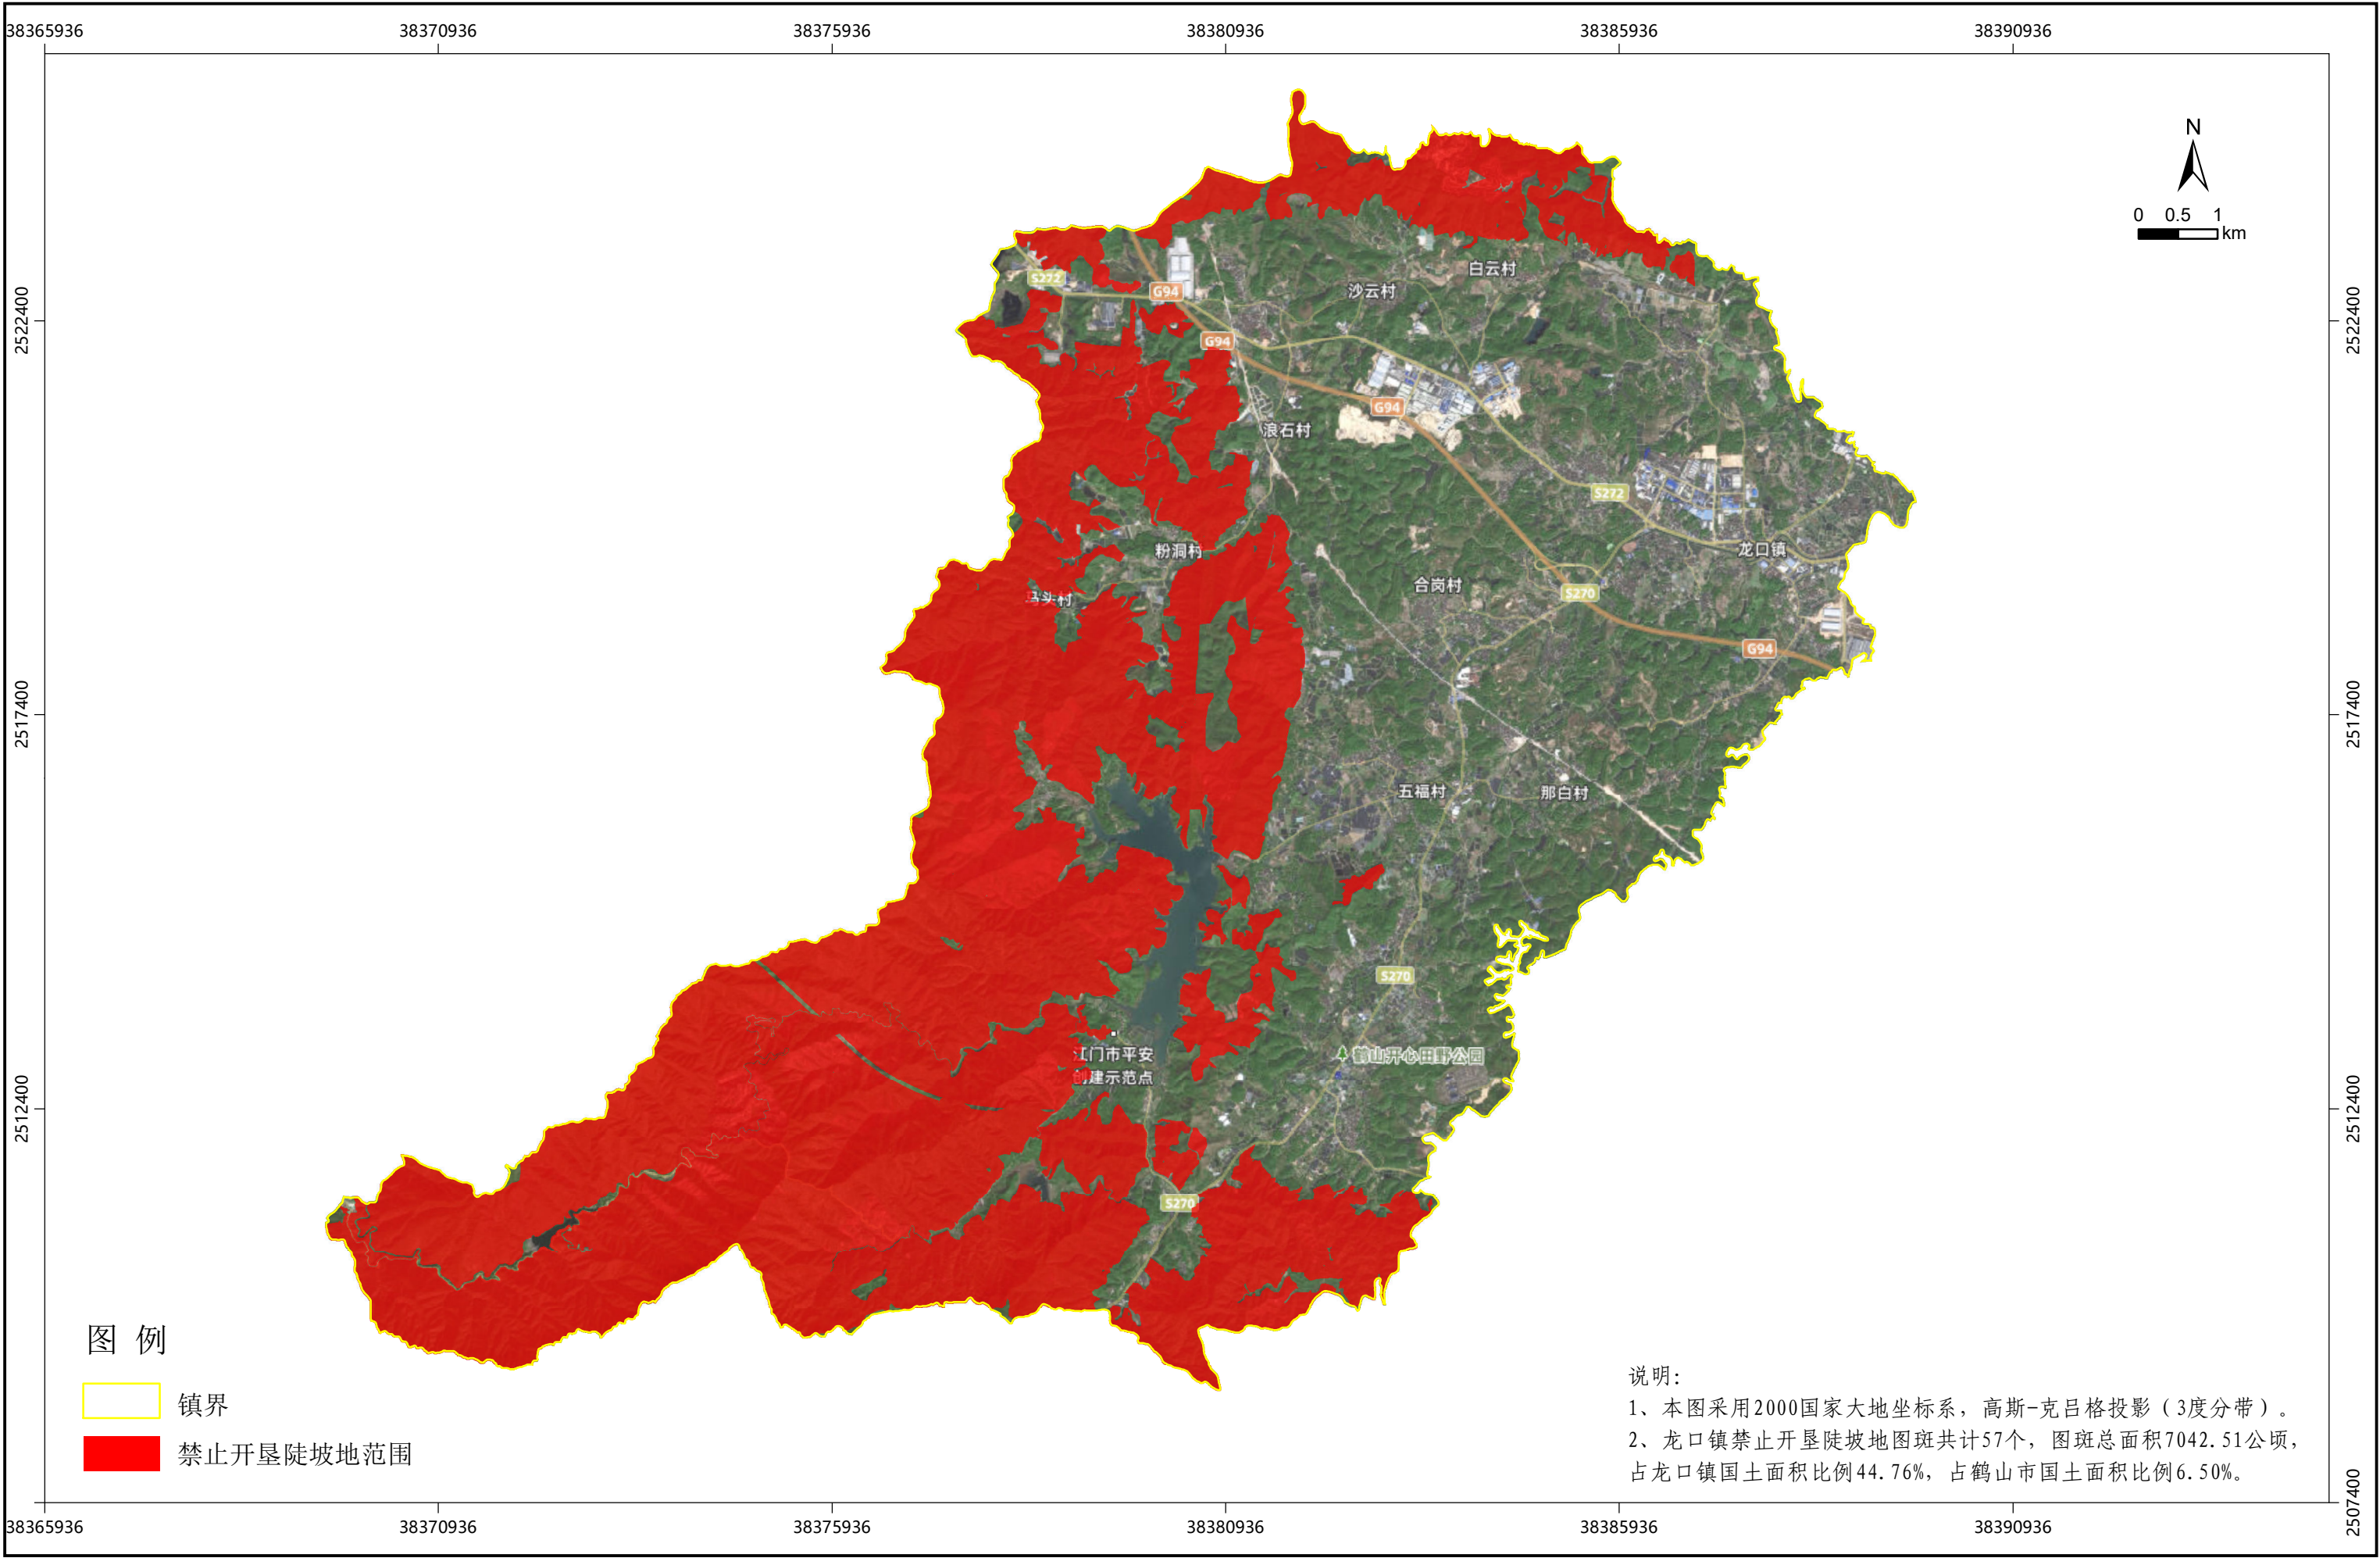 38365936 38370936 38375936 38380936 38385936 38390936
N
0 0.5 1
km
2522400
2522400
白云村
沙云村
S272
G94
G94
G94
浪石村
S272
龙口镇
粉洞村
合岗村
S270
马头村
G94
2517400
2517400
五福村
那白村
S270
江门市平安
创建示范点
鹤山开心田野公园
2512400
2512400
S270
图 例
镇界
禁止开垦陡坡地范围
说明:
1、本图采用2000国家大地坐标系，高斯-克吕格投影（3度分带）。
2、龙口镇禁止开垦陡坡地图斑共计57个，图斑总面积7042.51公顷，
占龙口镇国土面积比例44.76%，占鹤山市国土面积比例6.50%。
2507400
38365936 38370936 38375936 38380936 38385936 38390936